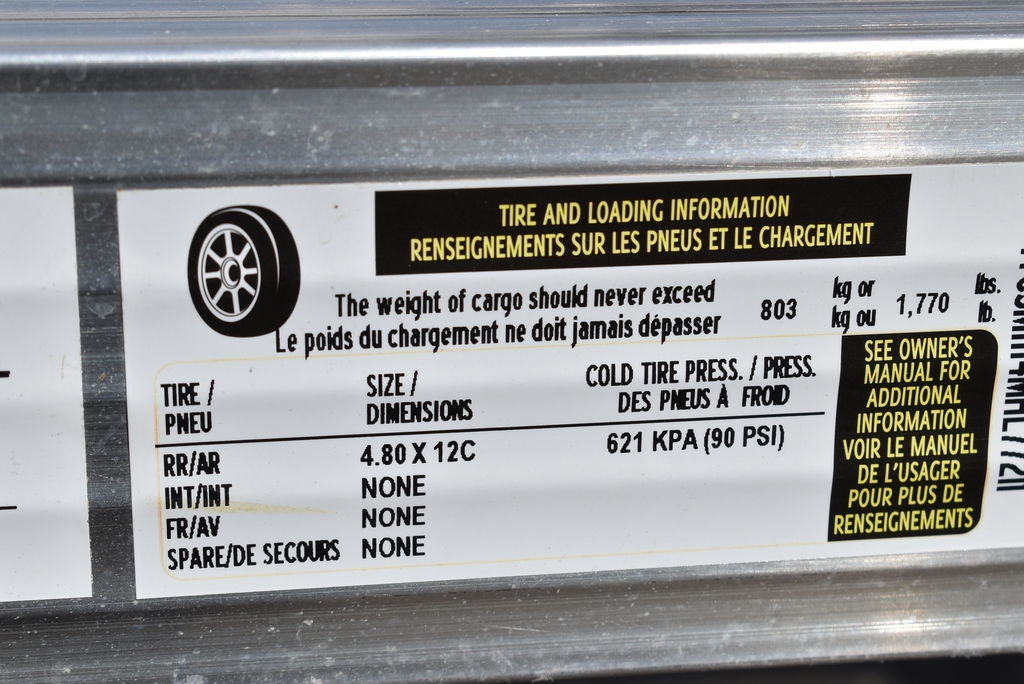 TIRE AND LOADING INFORMATION
RENSEIGNEMENTS SUR LES PNEUS ET LE CHARGEMENT
The weight of cargo should never exceed 803 kg or 1,770 lbs.
Le poids du chargement ne doit jamais dépasser kg ou lb.
TIRE / SIZE / COLD TIRE PRESS. / PRESS.
PNEU DIMENSIONS DES PNEUS À FROID
RR/AR 4.80 X 12C 621 KPA (90 PSI)
INT/INT NONE
FR/AV NONE
SPARE/DE SECOURS NONE
SEE OWNER'S
MANUAL FOR
ADDITIONAL
INFORMATION
VOIR LE MANUEL
DE L'USAGER
POUR PLUS DE
RENSEIGNEMENTS